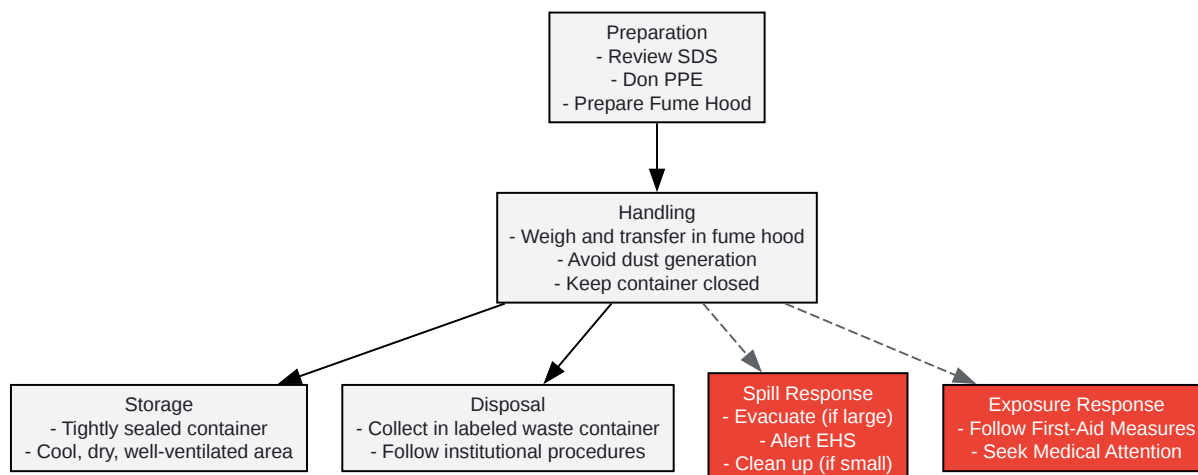 Preparation
- Review SDS
- Don PPE
- Prepare Fume Hood
Handling
- Weigh and transfer in fume hood
- Avoid dust generation
- Keep container closed
Storage
- Tightly sealed container
- Cool, dry, well-ventilated area
Disposal
- Collect in labeled waste container
- Follow institutional procedures
Spill Response
- Evacuate (if large)
- Alert EHS
- Clean up (if small)
Exposure Response
- Follow First-Aid Measures
- Seek Medical Attention